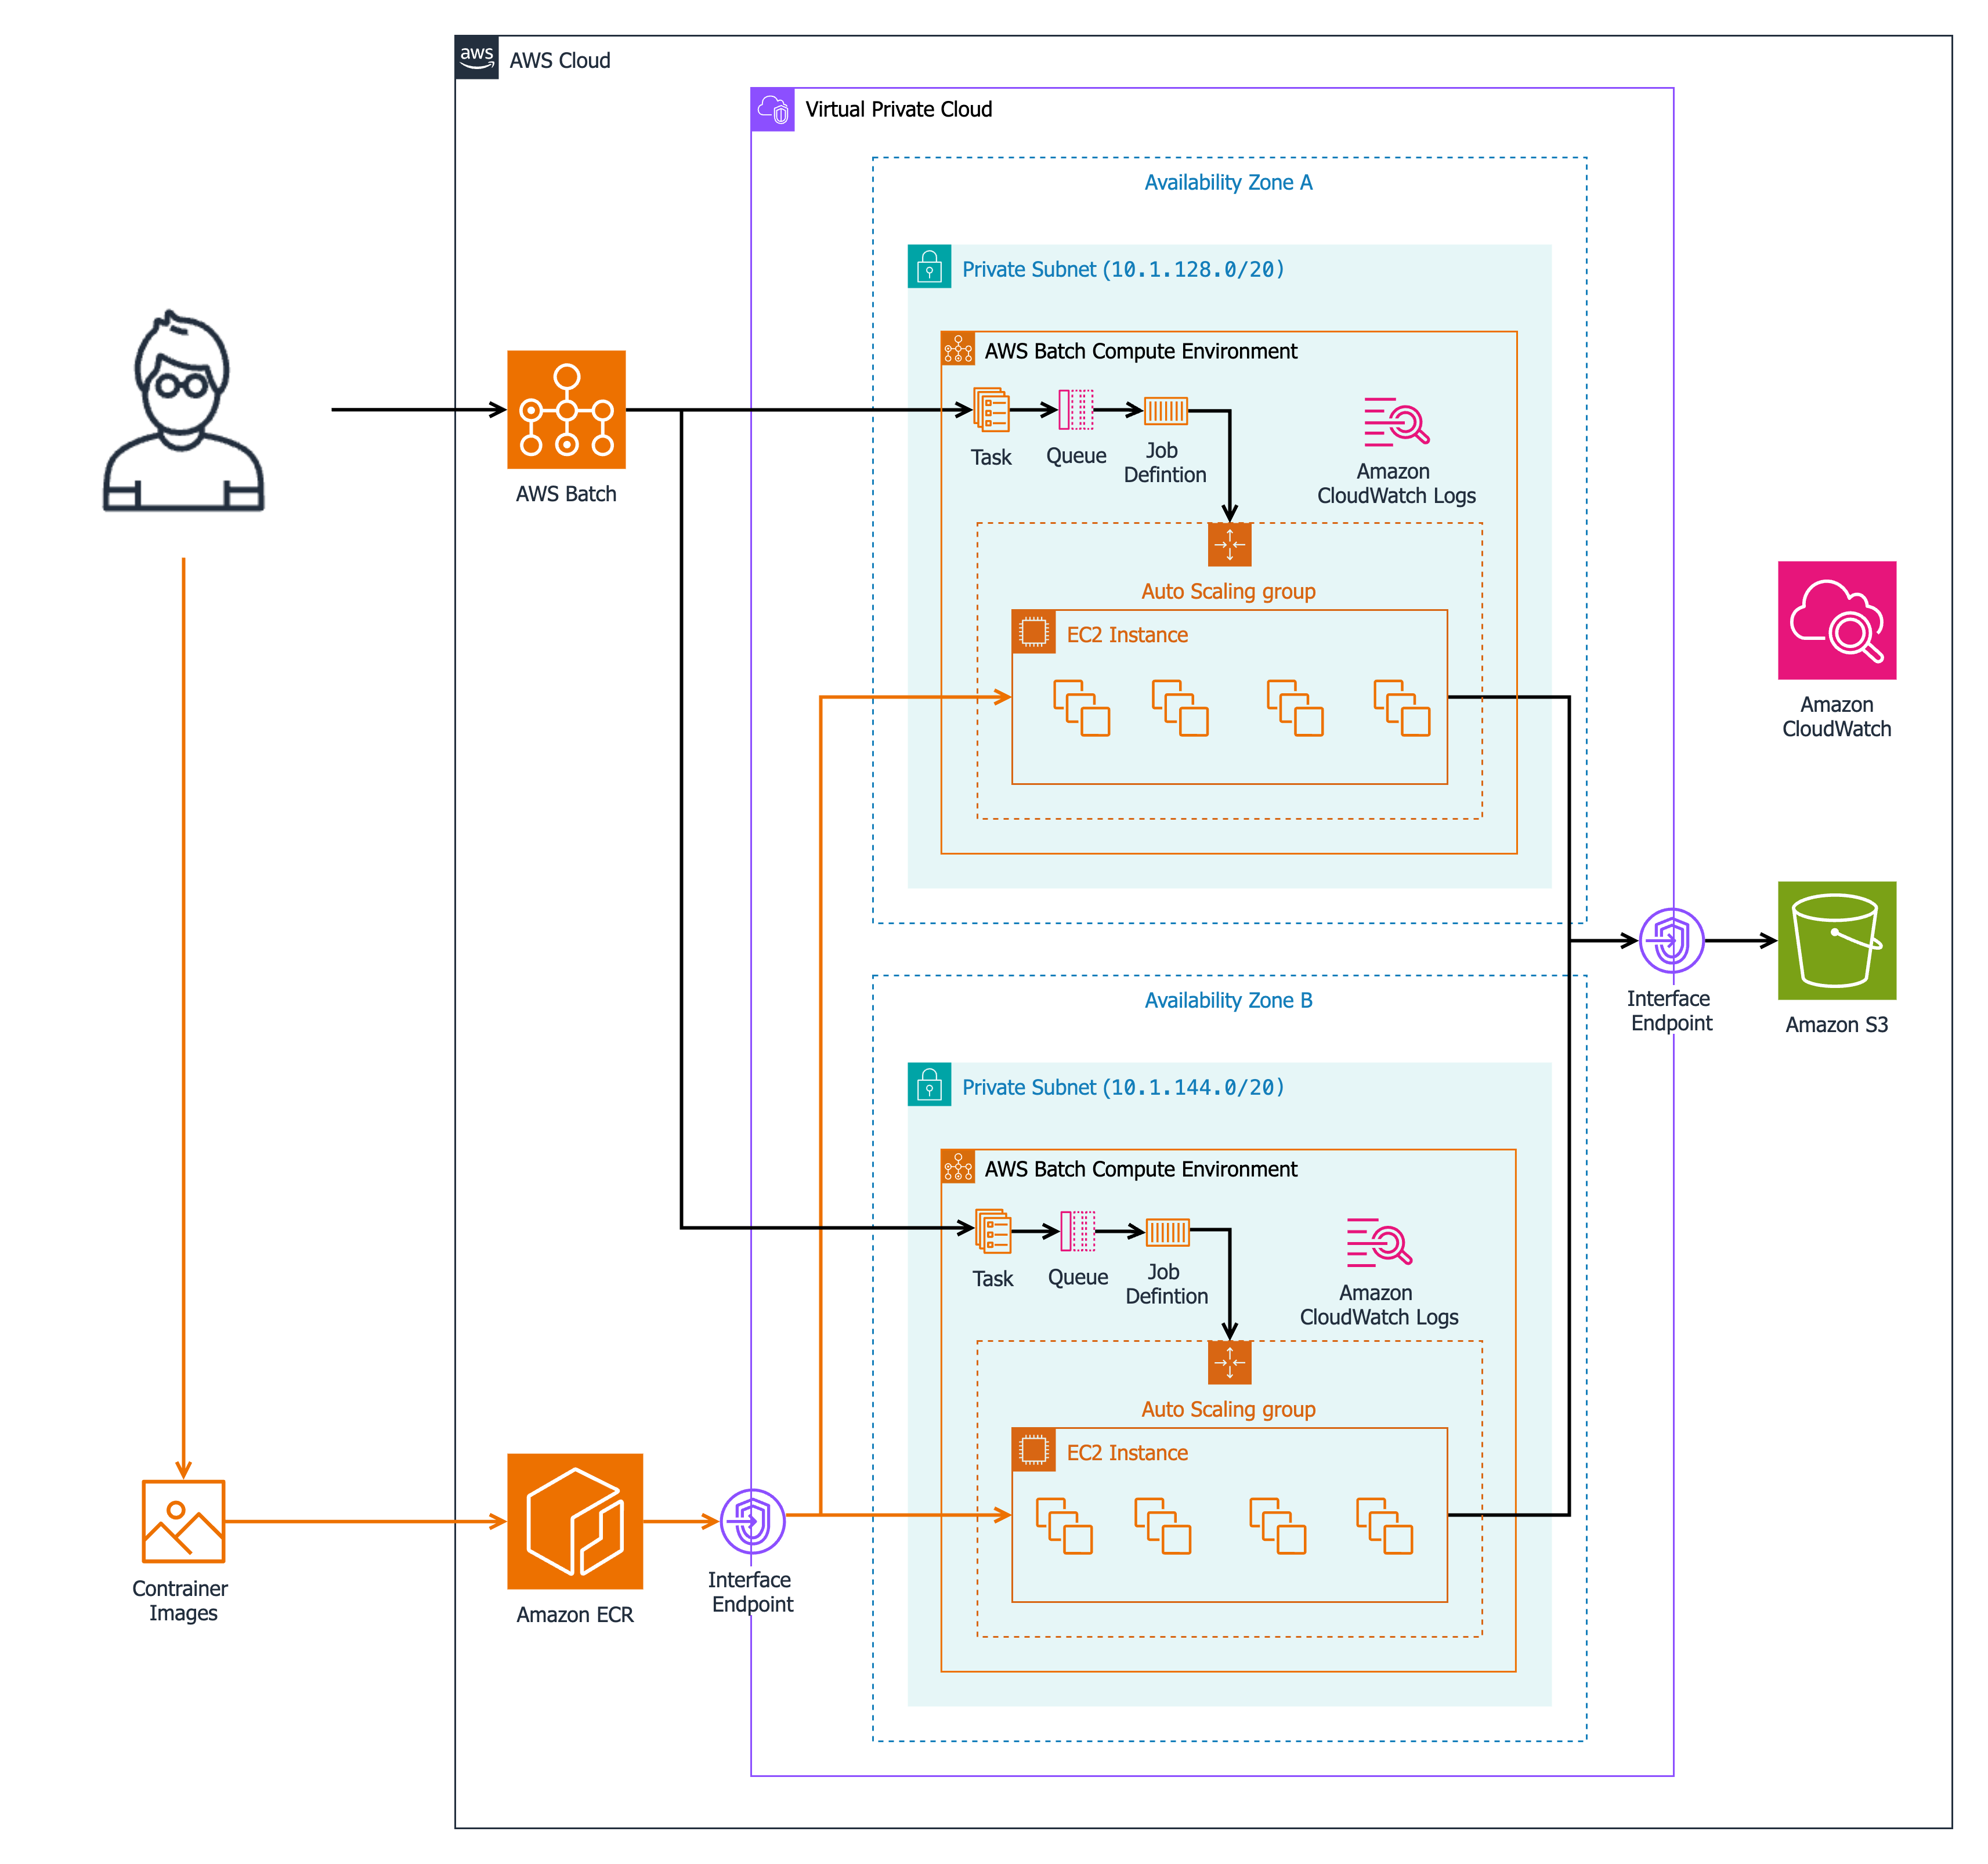 aws
AWS Cloud
Virtual Private Cloud
Availability Zone A
Private Subnet (10.1.128.0/20)
AWS Batch Compute Environment
Task
Queue
Job
Defintion
Amazon
CloudWatch Logs
AWS Batch
Auto Scaling group
EC2 Instance
Amazon
CloudWatch
Availability Zone B
Interface
Endpoint
Amazon S3
Private Subnet (10.1.144.0/20)
AWS Batch Compute Environment
Task
Queue
Job
Defintion
Amazon
CloudWatch Logs
Auto Scaling group
EC2 Instance
Contrainer
Images
Amazon ECR
Interface
Endpoint